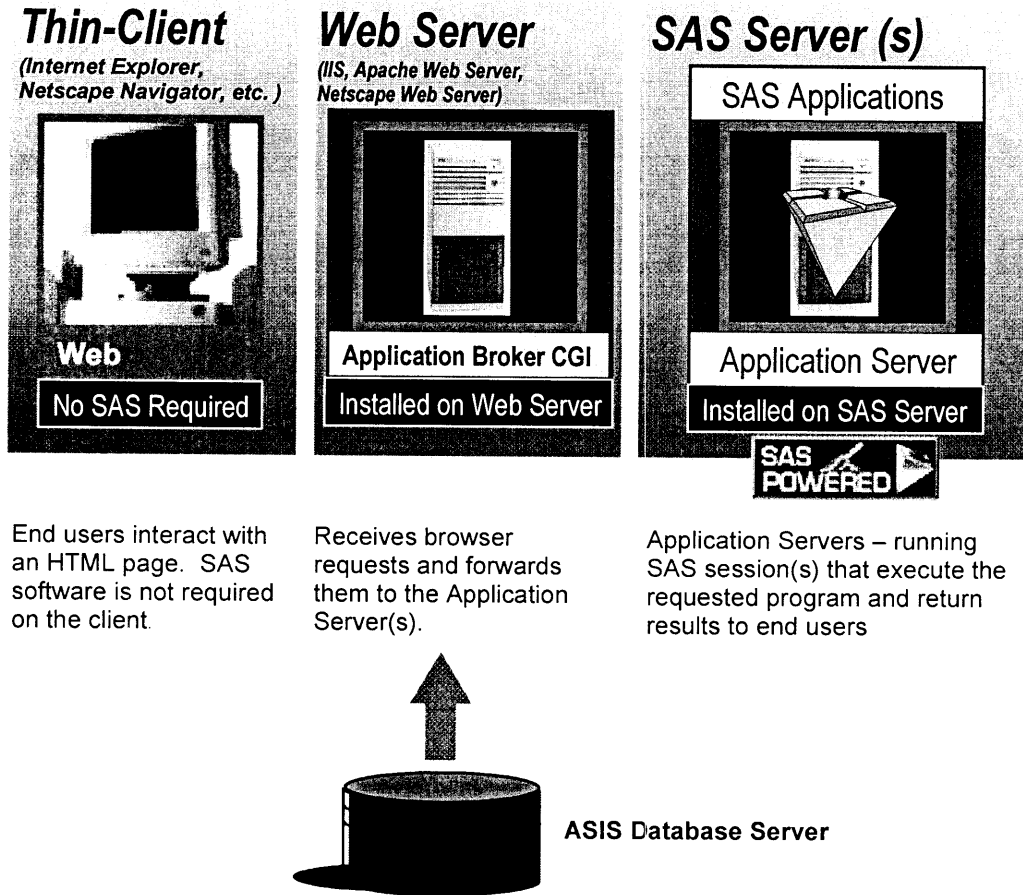 Thin-Client
(Internet Explorer,
Netscape Navigator, etc. )
Web
No SAS Required
End users interact with
an HTML page. SAS
software is not required
on the client.
Web Server
(IIS, Apache Web Server,
Netscape Web Server)
Application Broker CGI
Installed on Web Server
Receives browser
requests and forwards
them to the Application
Server(s).
SAS Server (s)
SAS Applications
Application Server
Installed on SAS Server
SAS
POWERED
Application Servers – running
SAS session(s) that execute the
requested program and return
results to end users
ASIS Database Server